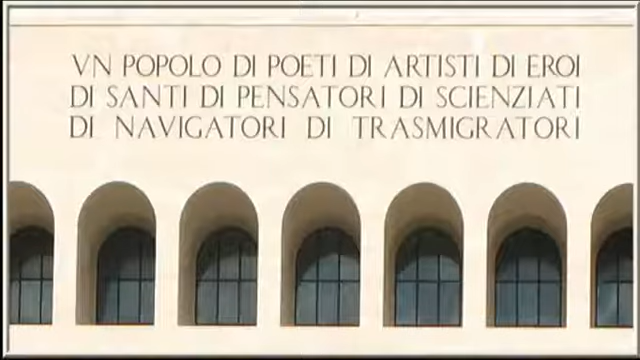 VN POPOLO DI POETI DI ARTISTI DI EROI
DI SANTI DI PENSATORI DI SCIENZIATI
DI NAVIGATORI DI TRASMIGRATORI